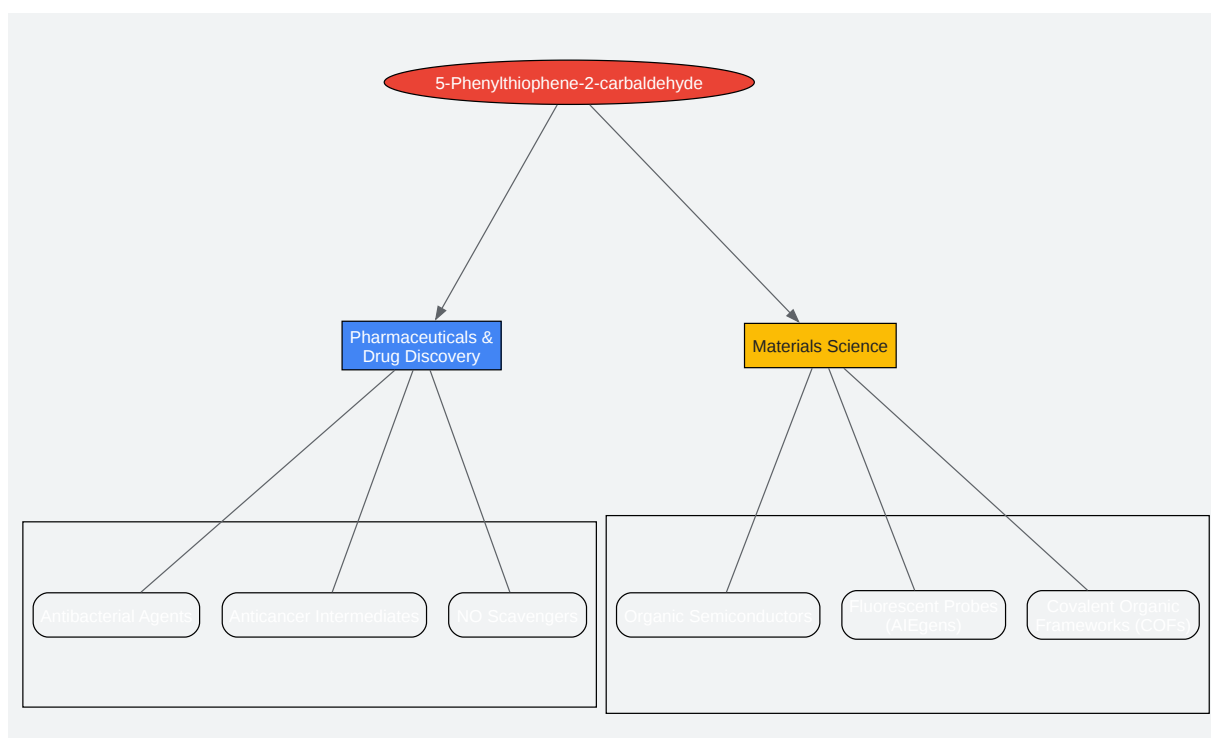 5-Phenylthiophene-2-carbaldehyde
Pharmaceuticals &
Drug Discovery
Materials Science
Antibacterial Agents
Anticancer Intermediates
NO Scavengers
Organic Semiconductors
Fluorescent Probes
(AIEgens)
Covalent Organic
Frameworks (COFs)